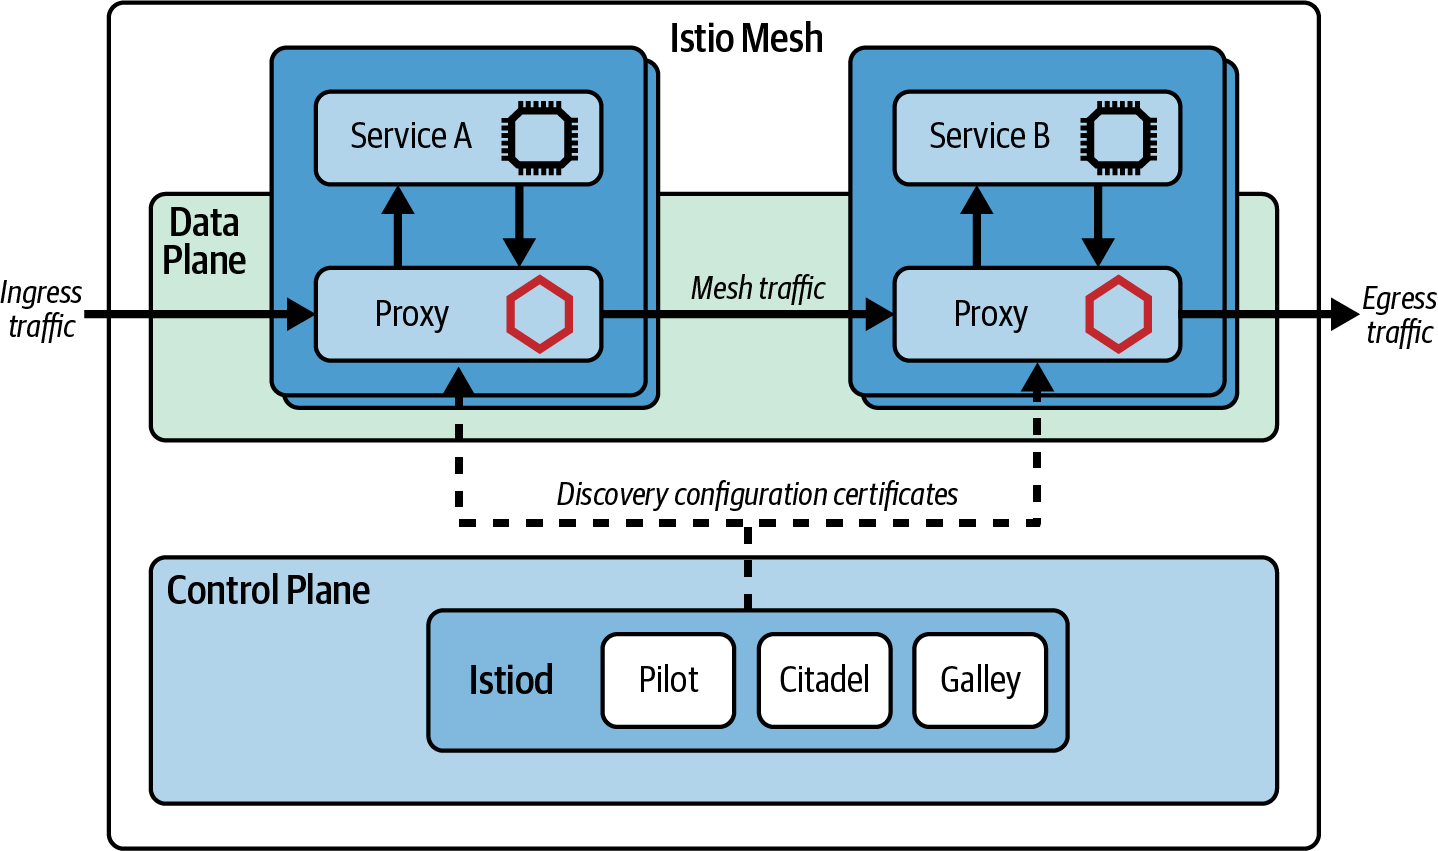 Istio Mesh
Service A
Service B
Data
Plane
Ingress
traffic
Proxy
Mesh traffic
Proxy
Egress
traffic
Discovery configuration certificates
Control Plane
Istiod
Pilot
Citadel
Galley